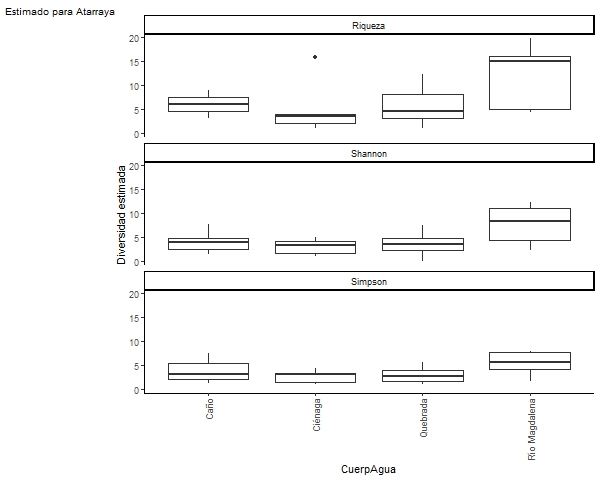 Estimado para Atarraya
Riqueza
20
15
10
5
0
Shannon
20
15
10
5
0
Simpson
20
15
10
5
0
Diversidad estimada
Caño
Ciénaga
Quebrada
Río Magdalena
CuerpAgua